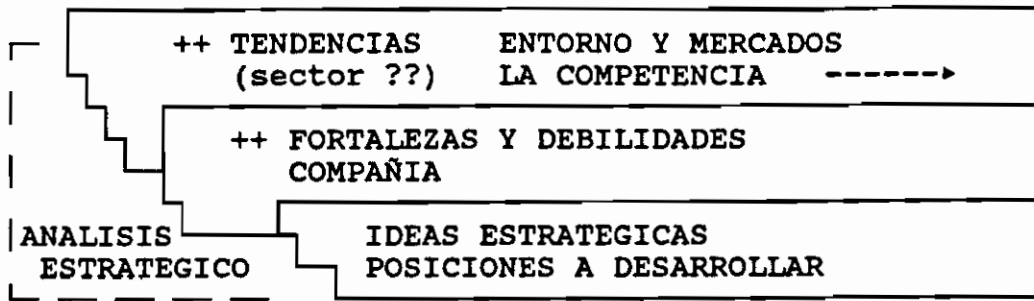 ++ TENDENCIAS ENTORNO Y MERCADOS
(sector ??) LA COMPETENCIA
++ FORTALEZAS Y DEBILIDADES
COMPAÑIA
ANALISIS IDEAS ESTRATEGICAS
ESTRATEGICO POSICIONES A DESARROLLAR